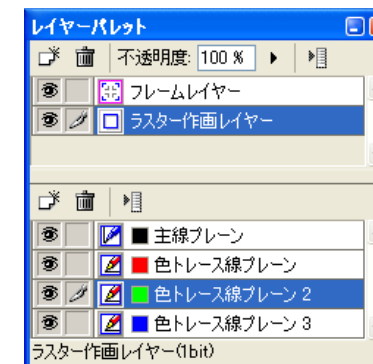 レイヤーパレット
不透明度: 100 %
フレームレイヤー
ラスター作画レイヤー
主線プレーン
色トレース線プレーン
色トレース線プレーン 2
色トレース線プレーン 3
ラスター作画レイヤー(1bit)